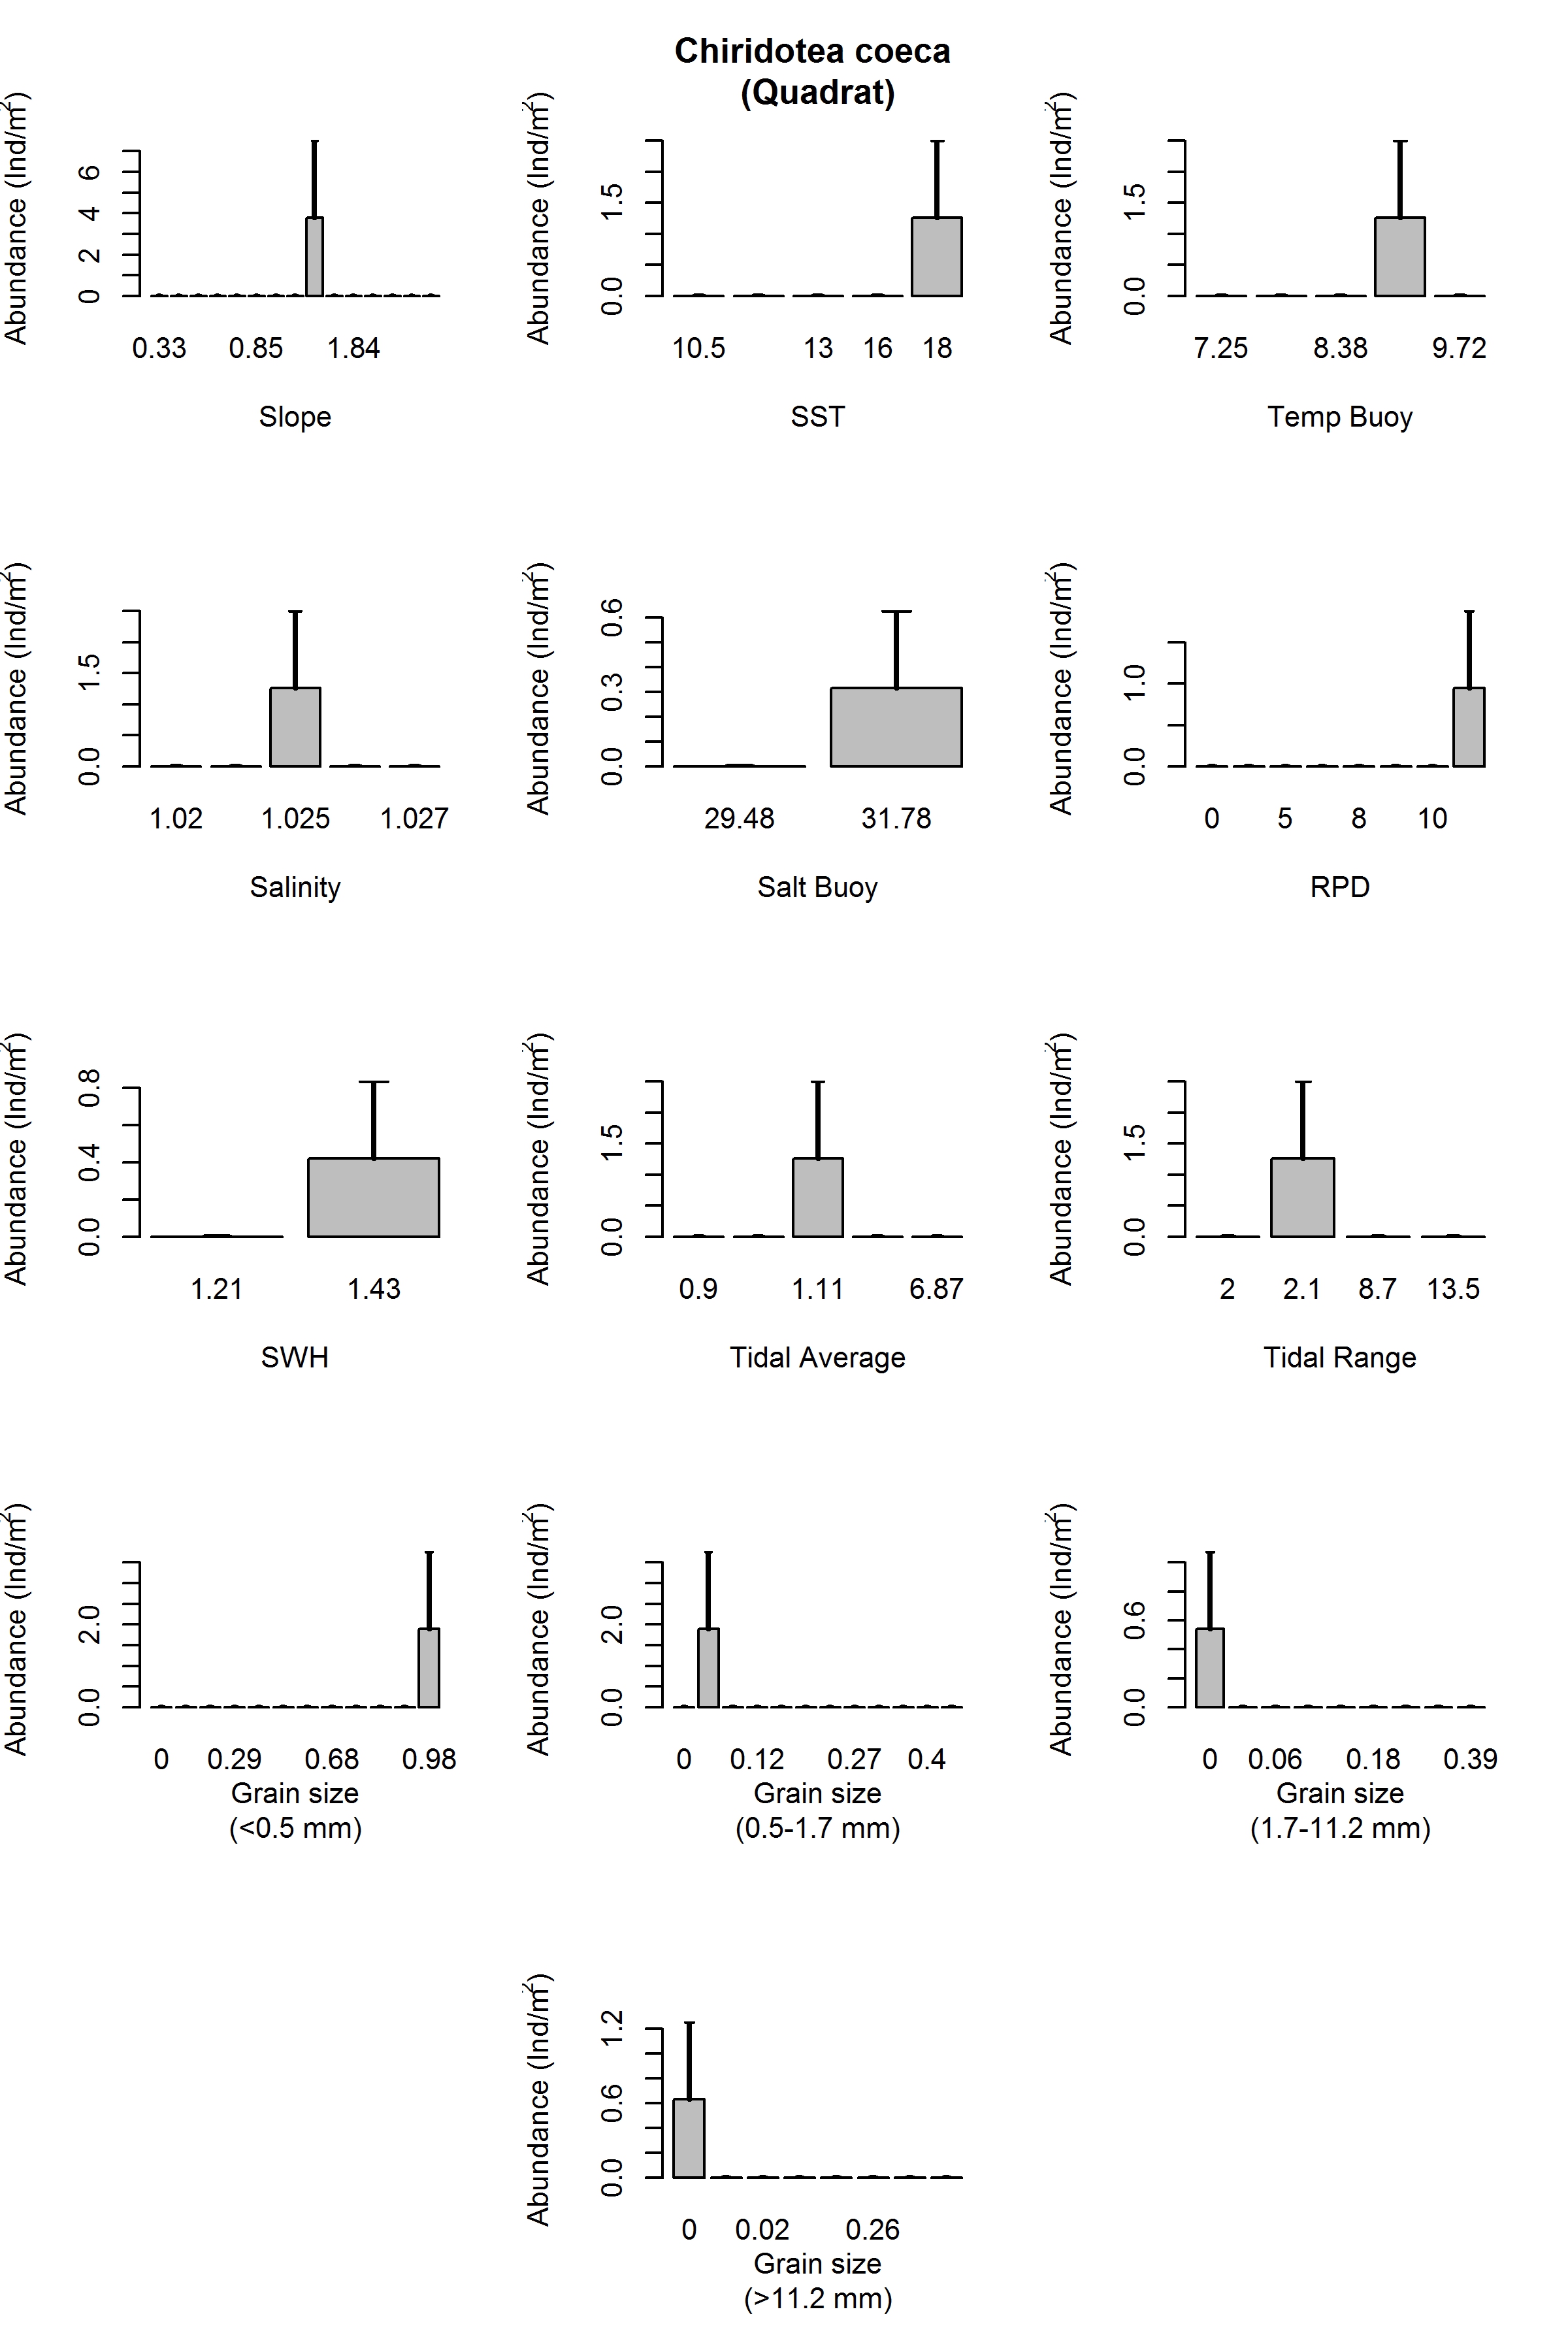 Chiridotea coeca
(Quadrat)
Abundance (Ind/m²)
0 2 4 6
0.33 0.85 1.84
Slope
Abundance (Ind/m²)
0.0 1.5
10.5 13 16 18
SST
Abundance (Ind/m²)
0.0 1.5
7.25 8.38 9.72
Temp Buoy
Abundance (Ind/m²)
0.0 1.5
1.02 1.025 1.027
Salinity
Abundance (Ind/m²)
0.0 0.3 0.6
29.48 31.78
Salt Buoy
Abundance (Ind/m²)
0.0 1.0
0 5 8 10
RPD
Abundance (Ind/m²)
0.0 0.4 0.8
1.21 1.43
SWH
Abundance (Ind/m²)
0.0 1.5
0.9 1.11 6.87
Tidal Average
Abundance (Ind/m²)
0.0 1.5
2 2.1 8.7 13.5
Tidal Range
Abundance (Ind/m²)
0.0 2.0
0 0.29 0.68 0.98
Grain size
(<0.5 mm)
Abundance (Ind/m²)
0.0 2.0
0 0.12 0.27 0.4
Grain size
(0.5-1.7 mm)
Abundance (Ind/m²)
0.0 0.6
0 0.06 0.18 0.39
Grain size
(1.7-11.2 mm)
Abundance (Ind/m²)
0.0 0.6 1.2
0 0.02 0.26
Grain size
(>11.2 mm)